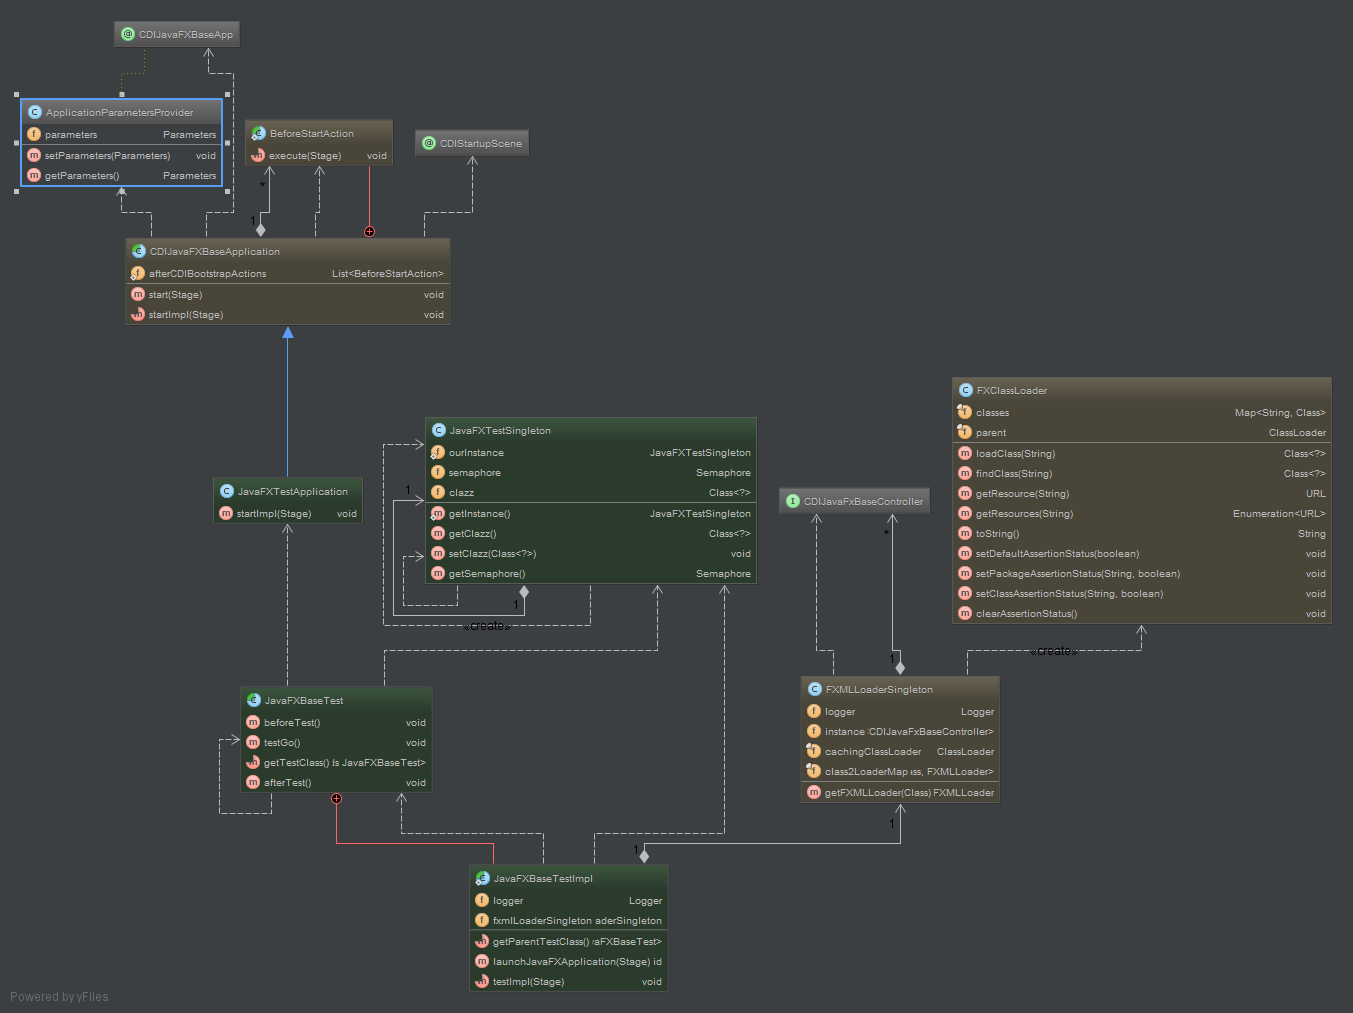 @ CDIJavaFXBaseApp
C ApplicationParametersProvider
f parameters Parameters
m setParameters(Parameters) void
m getParameters() Parameters
C BeforeStartAction
m execute(Stage) void
@ CDIStartupScene
*
1
C CDIJavaFXBaseApplication
f afterCDIBootstrapActions List<BeforeStartAction>
m start(Stage) void
m startImpl(Stage) void
C FXClassLoader
f classes Map<String, Class>
f parent ClassLoader
m loadClass(String) Class<?>
m findClass(String) Class<?>
m getResource(String) URL
m getResources(String) Enumeration<URL>
m toString() String
m setDefaultAssertionStatus(boolean) void
m setPackageAssertionStatus(String, boolean) void
m setClassAssertionStatus(String, boolean) void
m clearAssertionStatus() void
C JavaFXTestSingleton
f ourInstance JavaFXTestSingleton
f semaphore Semaphore
f clazz Class<?>
m getInstance() JavaFXTestSingleton
m getClazz() Class<?>
m setClazz(Class<?>) void
m getSemaphore() Semaphore
1
1
«create»
C JavaFXTestApplication
m startImpl(Stage) void
I CDIJavaFxBaseController
*
1
«create»
C JavaFXBaseTest
m beforeTest() void
m testGo() void
m getTestClass() ls JavaFXBaseTest>
m afterTest() void
C FXMLLoaderSingleton
f logger Logger
f instance CDIJavaFxBaseController>
f cachingClassLoader ClassLoader
f class2LoaderMap ss, FXMLLoader>
m getFXMLLoader(Class) FXMLLoader
1
1
C JavaFXBaseTestImpl
f logger Logger
f fxmlLoaderSingleton aderSingleton
m getParentTestClass() vaFXBaseTest>
m launchJavaFXApplication(Stage) id
m testImpl(Stage) void
Powered by yFiles